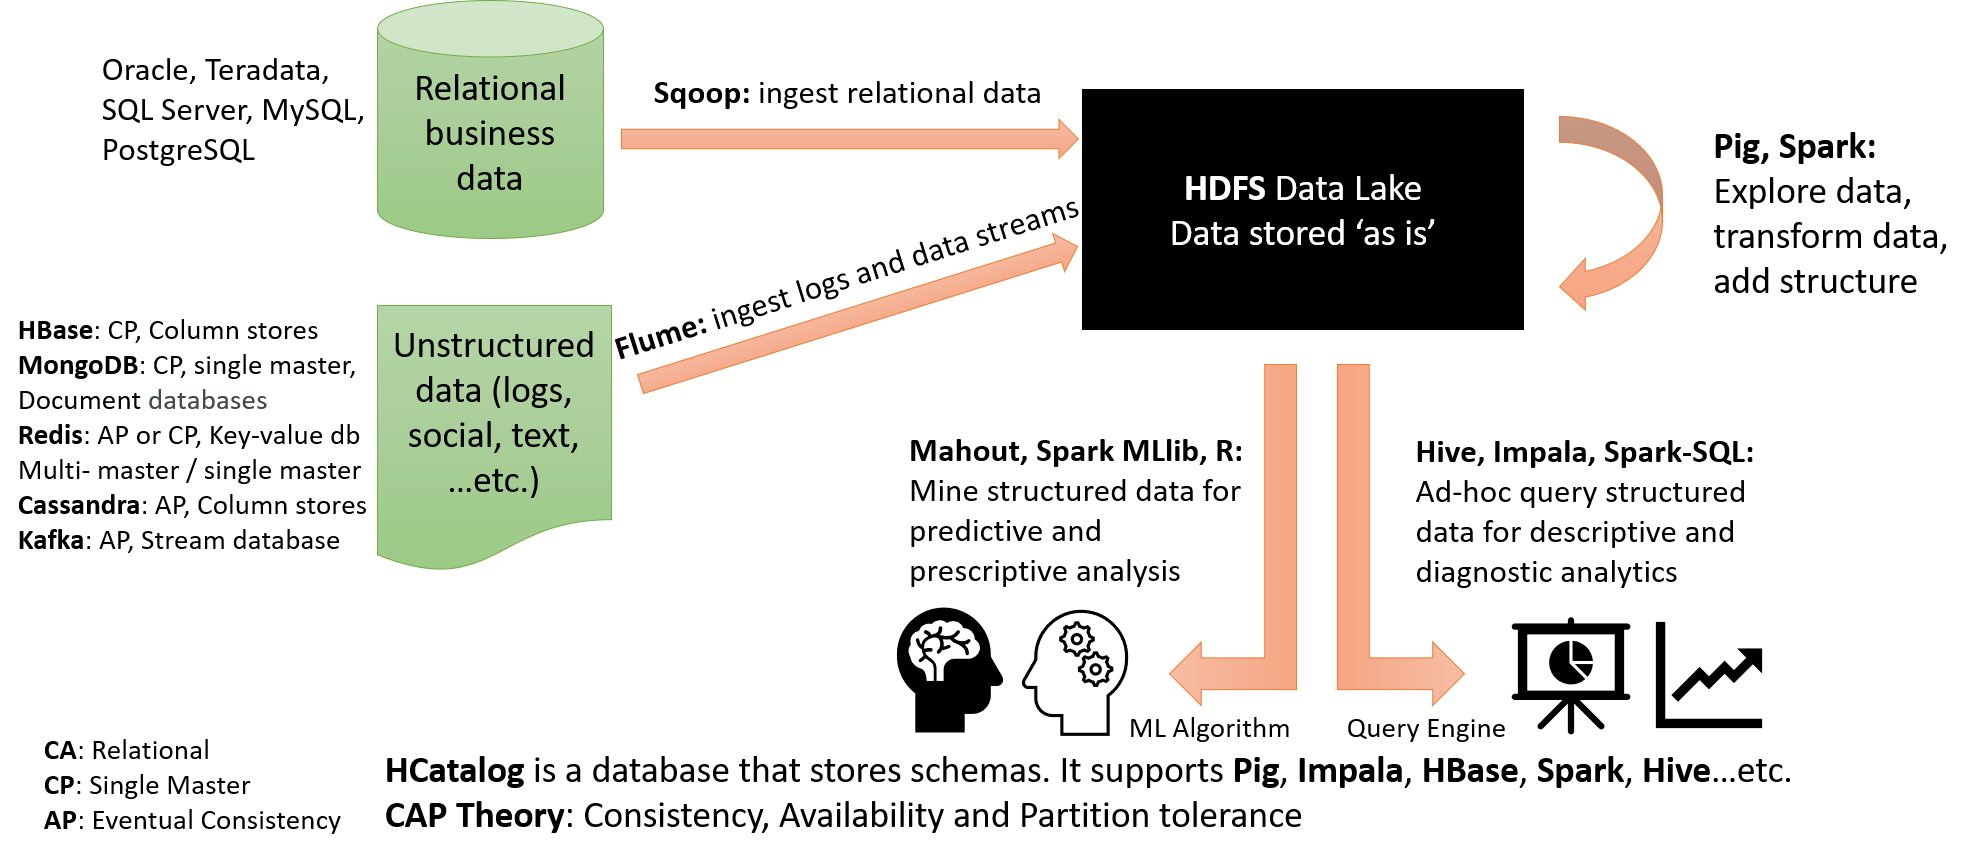 Oracle, Teradata,
SQL Server, MySQL,
PostgreSQL
Relational
business
data
Sqoop: ingest relational data
HDFS Data Lake
Data stored ‘as is’
Pig, Spark:
Explore data,
transform data,
add structure
Flume: ingest logs and data streams
HBase: CP, Column stores
MongoDB: CP, single master,
Document databases
Redis: AP or CP, Key-value db
Multi- master / single master
Cassandra: AP, Column stores
Kafka: AP, Stream database
Unstructured
data (logs,
social, text,
...etc.)
Mahout, Spark MLlib, R:
Mine structured data for
predictive and
prescriptive analysis
Hive, Impala, Spark-SQL:
Ad-hoc query structured
data for descriptive and
diagnostic analytics
ML Algorithm
Query Engine
CA: Relational
CP: Single Master
AP: Eventual Consistency
HCatalog is a database that stores schemas. It supports Pig, Impala, HBase, Spark, Hive...etc.
CAP Theory: Consistency, Availability and Partition tolerance